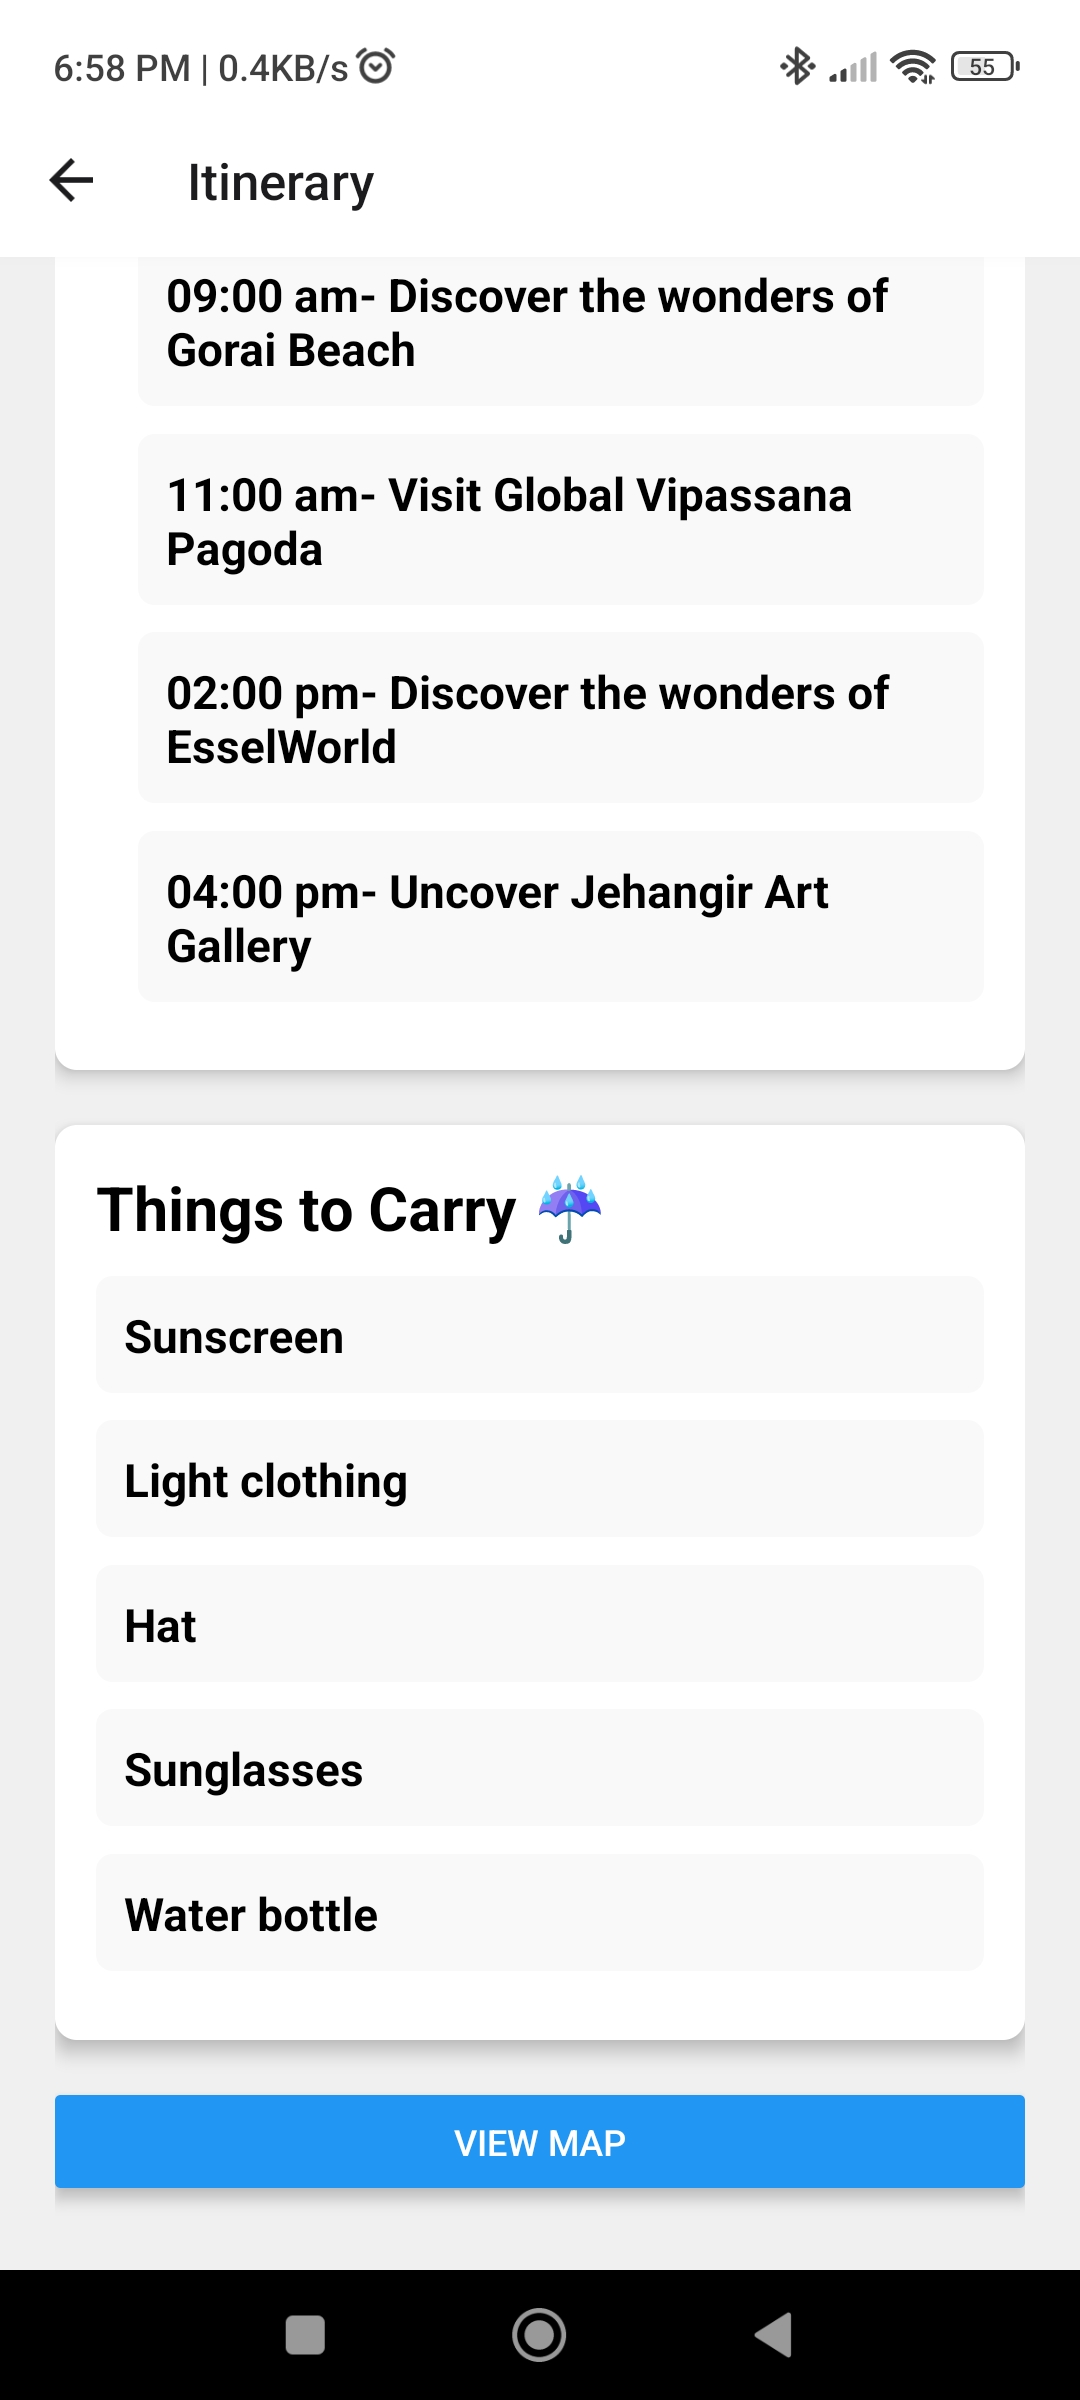 6:58 PM | 0.4KB/s
55
Itinerary
09:00 am- Discover the wonders of
Gorai Beach
11:00 am- Visit Global Vipassana
Pagoda
02:00 pm- Discover the wonders of
EsselWorld
04:00 pm- Uncover Jehangir Art
Gallery
Things to Carry ☔
Sunscreen
Light clothing
Hat
Sunglasses
Water bottle
VIEW MAP